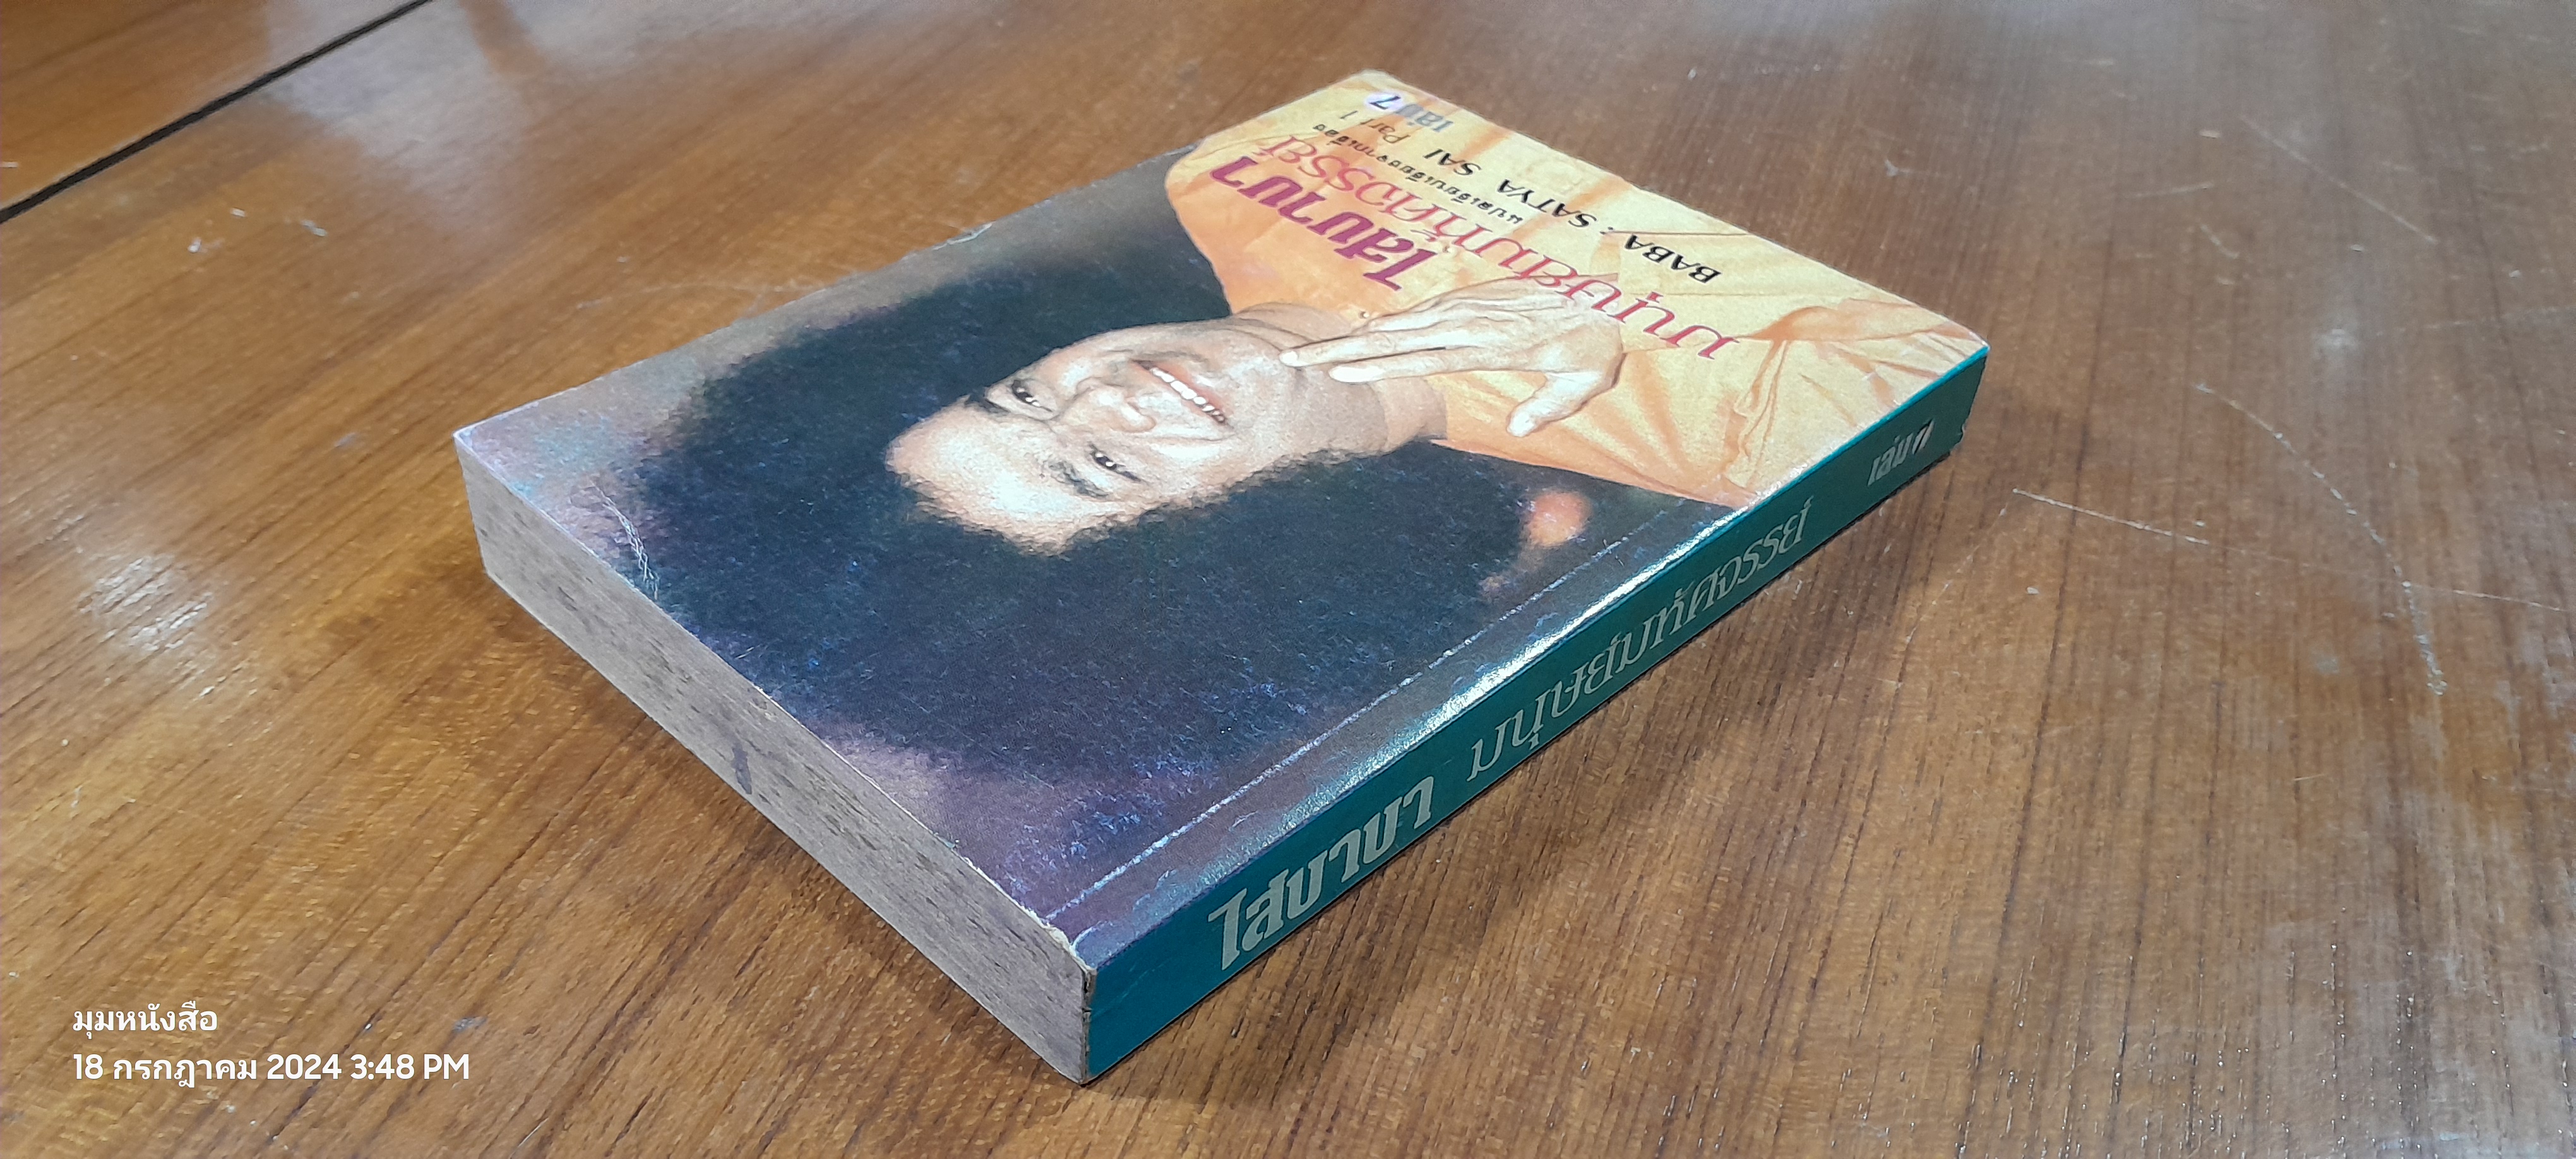 ไสบาบา
มนุษย์มหัศจรรย์
แปลเรียบเรียงจากเรื่อง
BABA : SATYA SAI
Part I
เล่ม
ไสบาบา มนุษย์มหัศจรรย์ เล่ม
มุมหนังสือ
18 กรกฎาคม 2024 3:48 PM